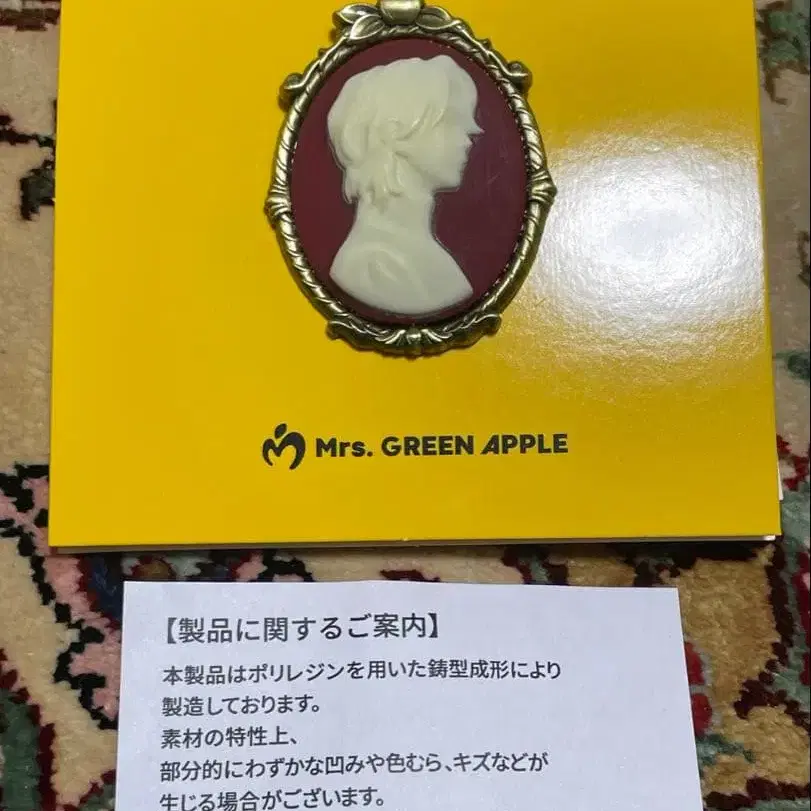 Mrs. GREEN APPLE
【製品に関するご案内】
本製品はポリレジンを用いた鋳型成形により
製造しております。
素材の特性上、
部分的にわずかな凹みや色むら、キズなどが
生じる場合がございます。